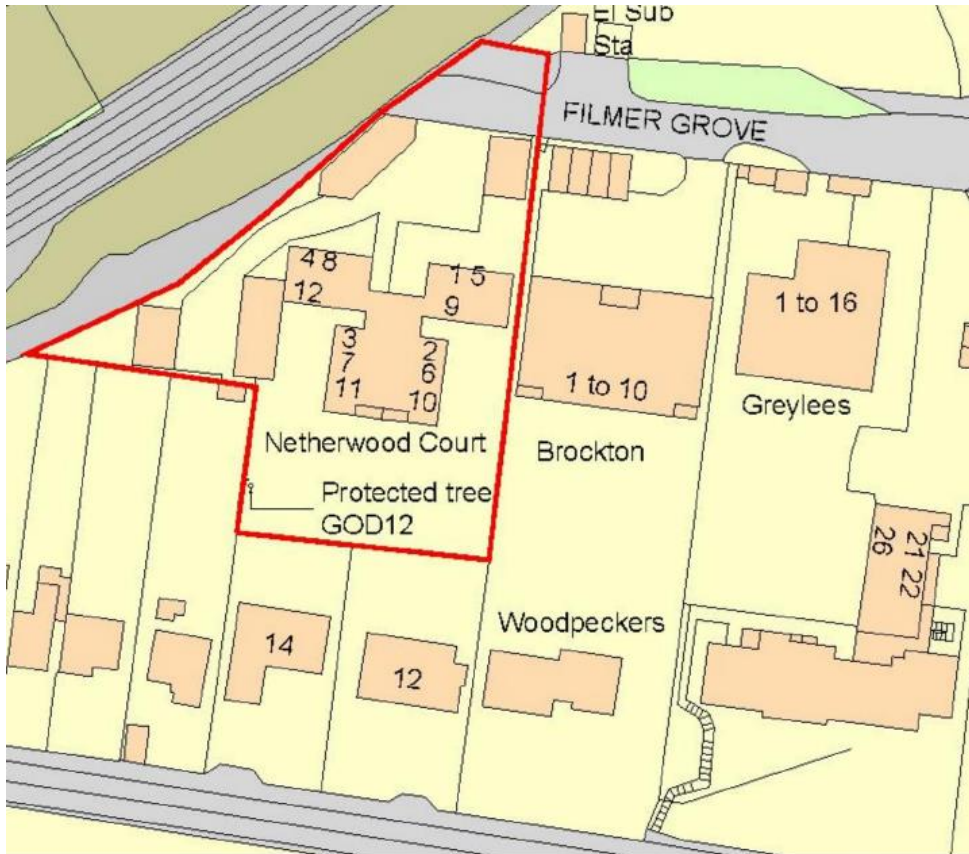 El Sub
Sta
FILMER GROVE
4 8
12
1 5
9
3
7
11
2
6
10
1 to 10
1 to 16
Greylees
Netherwood Court
Brockton
Protected tree
GOD12
26
21 22
Woodpeckers
14
12